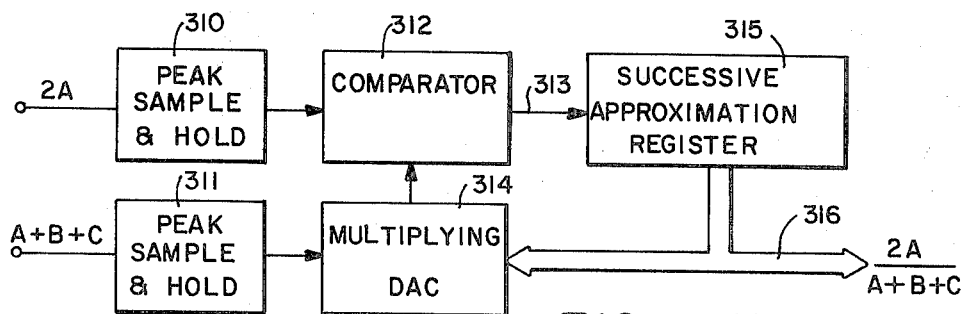 310
312
315
2A
PEAK
SAMPLE
& HOLD
COMPARATOR
313
SUCCESSIVE
APPROXIMATION
REGISTER
311
314
316
A+B+C
PEAK
SAMPLE
& HOLD
MULTIPLYING
DAC
2A
A+B+C